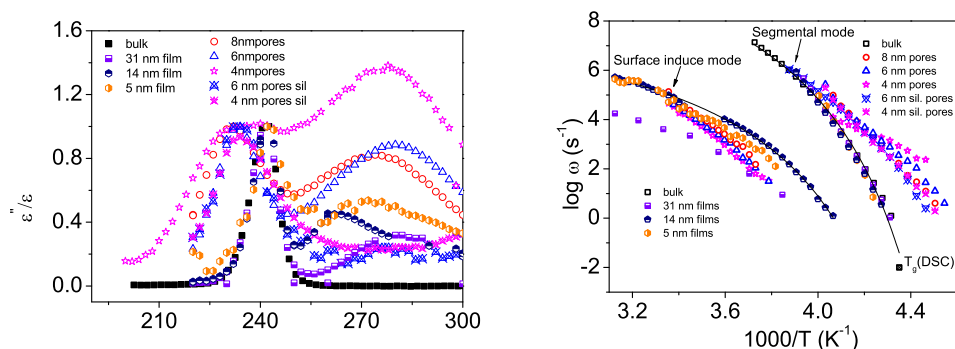 1.6
1.2
0.8
0.4
0.0
ε''/ε
bulk
31 nm film
14 nm film
5 nm film
8nmpores
6nmpores
4nmpores
6 nm pores sil
4 nm pores sil
210
240
270
300
8
6
4
2
0
-2
log ω (s⁻¹)
Segmental mode
Surface induce mode
bulk
8 nm pores
6 nm pores
4 nm pores
6 nm sil. pores
4 nm sil. pores
bulk
31 nm films
14 nm films
5 nm films
Tg(DSC)
3.2
3.6
4.0
4.4
1000/T (K⁻¹)